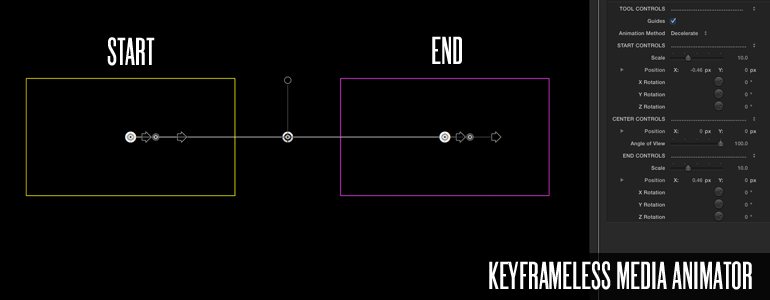 START
END
TOOL CONTROLS
Guides
Animation Method Decelerate
START CONTROLS
Scale 10.0
Position X: -0.46 px Y: 0 px
X Rotation 0 °
Y Rotation 0 °
Z Rotation 0 °
CENTER CONTROLS
Position X: 0 px Y: 0 px
Angle of View 100.0
END CONTROLS
Scale 10.0
Position X: 0.46 px Y: 0 px
X Rotation 0 °
Y Rotation 0 °
Z Rotation 0 °
KEYFRAMELESS MEDIA ANIMATOR